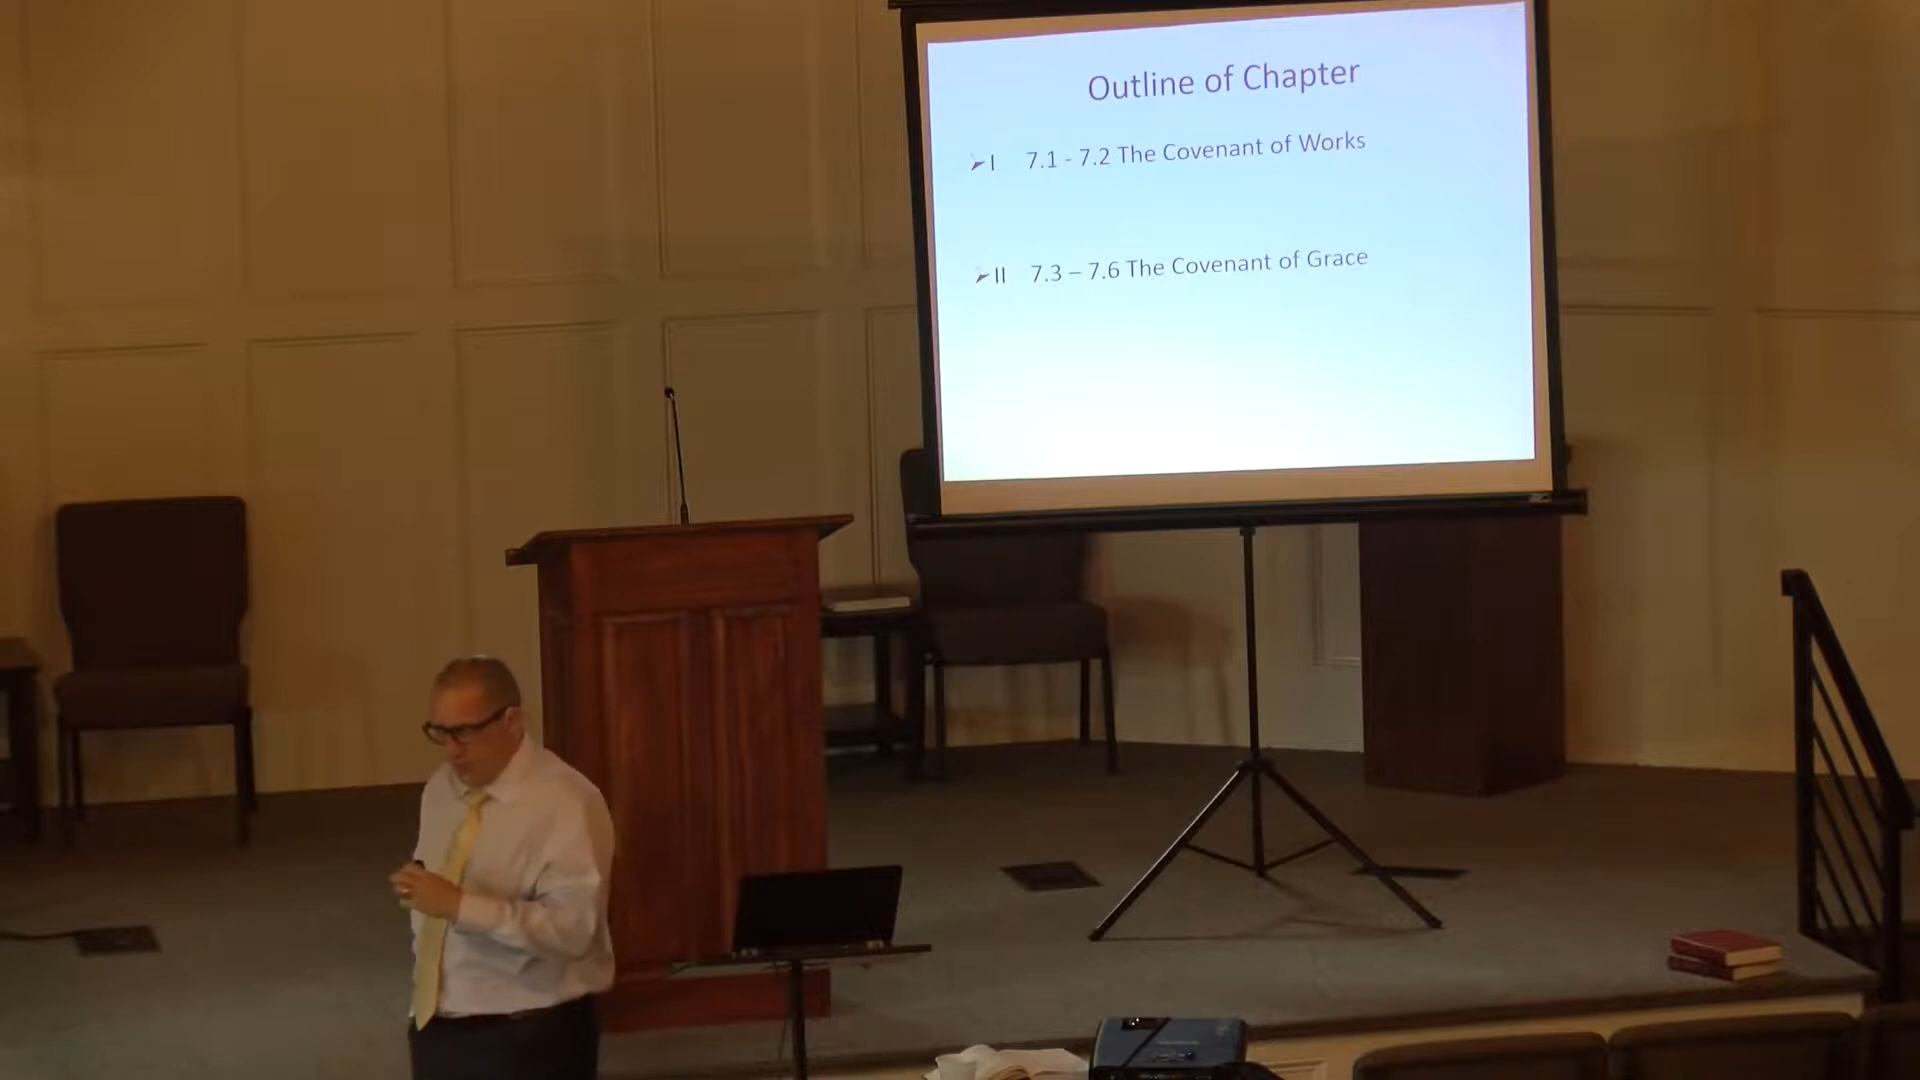 Outline of Chapter
➢I 7.1 - 7.2 The Covenant of Works
➢II 7.3 – 7.6 The Covenant of Grace